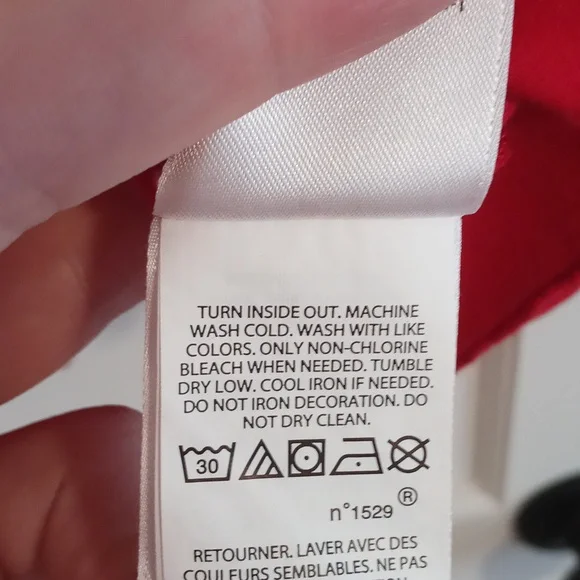 TURN INSIDE OUT. MACHINE
WASH COLD. WASH WITH LIKE
COLORS. ONLY NON-CHLORINE
BLEACH WHEN NEEDED. TUMBLE
DRY LOW. COOL IRON IF NEEDED.
DO NOT IRON DECORATION. DO
NOT DRY CLEAN.
30
®
n°1529
RETOURNER. LAVER AVEC DES
COULEURS SEMBLABLES. NE PAS